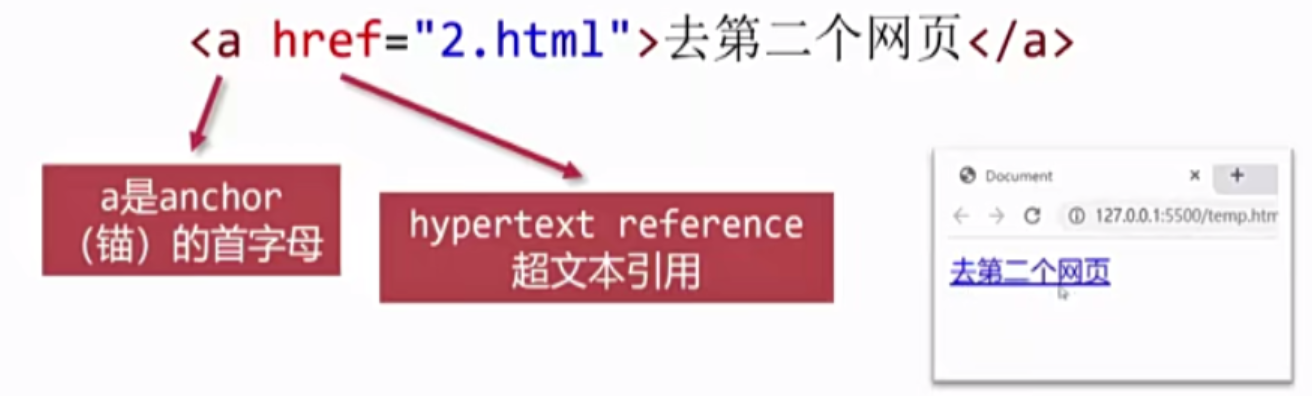 <a href="2.html">去第二个网页</a>
a是anchor
（锚）的首字母
hypertext reference
超文本引用
Document
127.0.0.1:5500/temp.htm
去第二个网页